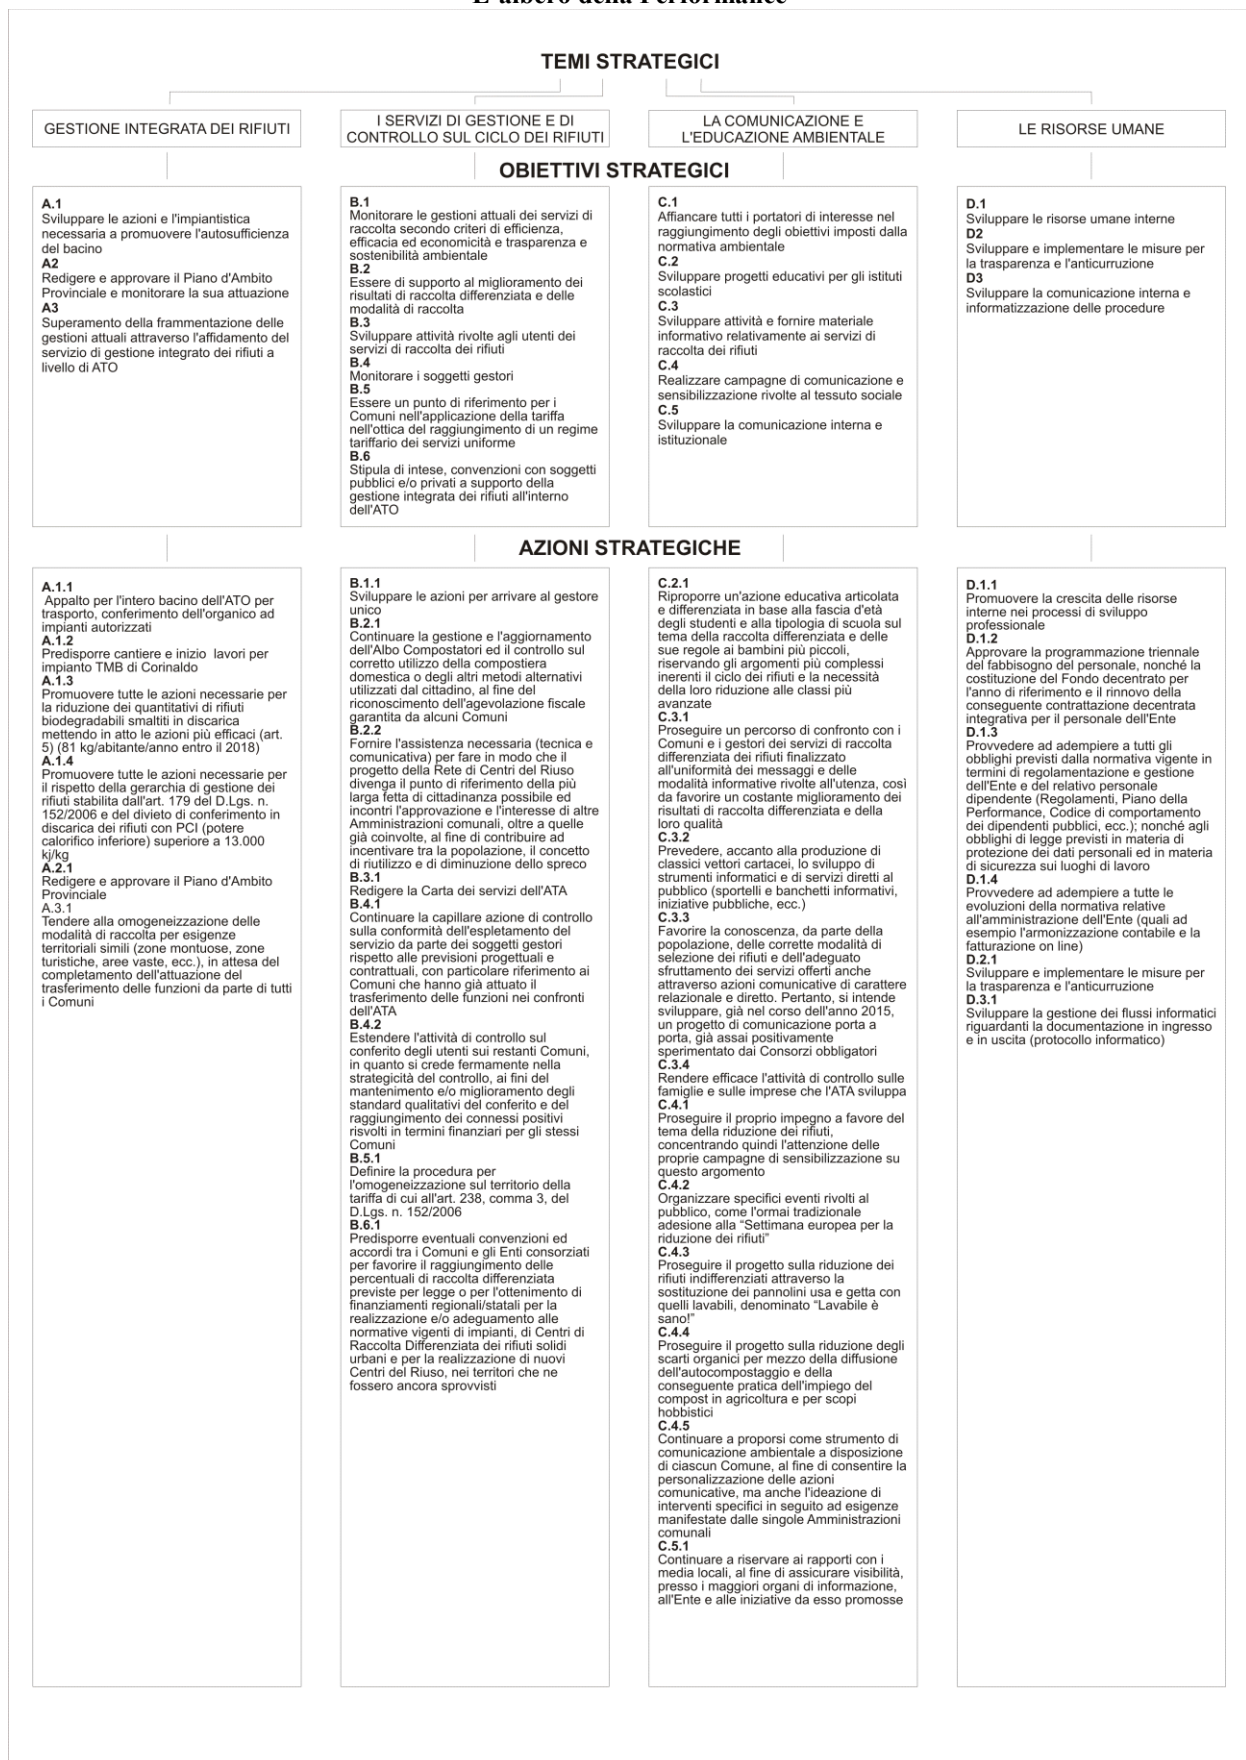 L'albero della Performance
TEMI STRATEGICI
GESTIONE INTEGRATA DEI RIFIUTI
I SERVIZI DI GESTIONE E DI
CONTROLLO SUL CICLO DEI RIFIUTI
LA COMUNICAZIONE E
L'EDUCAZIONE AMBIENTALE
LE RISORSE UMANE
OBIETTIVI STRATEGICI
A.1
Sviluppare le azioni e l'impiantistica
necessaria a promuovere l'autosufficienza
del bacino
A2
Redigere e approvare il Piano d'Ambito
Provinciale e monitorare la sua attuazione
A3
Superamento della frammentazione delle
gestioni attuali attraverso l'affidamento del
servizio di gestione integrato dei rifiuti a
livello di ATO
B.1
Monitorare le gestioni attuali dei servizi di
raccolta secondo criteri di efficienza,
efficacia ed economicità e trasparenza e
sostenibilità ambientale
B.2
Essere di supporto al miglioramento dei
risultati di raccolta differenziata e delle
modalità di raccolta
B.3
Sviluppare attività rivolte agli utenti dei
servizi di raccolta dei rifiuti
B.4
Monitorare i soggetti gestori
B.5
Essere un punto di riferimento per i
Comuni nell'applicazione della tariffa
nell'ottica del raggiungimento di un regime
tariffario dei servizi uniforme
B.6
Stipula di intese, convenzioni con soggetti
pubblici e/o privati a supporto della
gestione integrata dei rifiuti all'interno
dell'ATO
C.1
Affiancare tutti i portatori di interesse nel
raggiungimento degli obiettivi imposti dalla
normativa ambientale
C.2
Sviluppare progetti educativi per gli istituti
scolastici
C.3
Sviluppare attività e fornire materiale
informativo relativamente ai servizi di
raccolta dei rifiuti
C.4
Realizzare campagne di comunicazione e
sensibilizzazione rivolte al tessuto sociale
C.5
Sviluppare la comunicazione interna e
istituzionale
D.1
Sviluppare le risorse umane interne
D2
Sviluppare e implementare le misure per
la trasparenza e l'anticurruzione
D3
Sviluppare la comunicazione interna e
informatizzazione delle procedure
AZIONI STRATEGICHE
A.1.1
Appalto per l'intero bacino dell'ATO per
trasporto, conferimento dell'organico ad
impianti autorizzati
A.1.2
Predisporre cantiere e inizio lavori per
impianto TMB di Corinaldo
A.1.3
Promuovere tutte le azioni necessarie per
la riduzione dei quantitativi di rifiuti
biodegradabili smaltiti in discarica
mettendo in atto le azioni più efficaci (art.
5) (81 kg/abitante/anno entro il 2018)
A.1.4
Promuovere tutte le azioni necessarie per
il rispetto della gerarchia di gestione dei
rifiuti stabilita dall'art. 179 del D.Lgs. n.
152/2006 e del divieto di conferimento in
discarica dei rifiuti con PCI (potere
calorifico inferiore) superiore a 13.000
kj/kg
A.2.1
Redigere e approvare il Piano d'Ambito
Provinciale
A.3.1
Tendere alla omogeneizzazione delle
modalità di raccolta per esigenze
territoriali simili (zone montuose, zone
turistiche, aree vaste, ecc.), in attesa del
completamento dell'attuazione del
trasferimento delle funzioni da parte di tutti
i Comuni
B.1.1
Sviluppare le azioni per arrivare al gestore
unico
B.2.1
Continuare la gestione e l'aggiornamento
dell'Albo Compostatori ed il controllo sul
corretto utilizzo della compostiera
domestica o degli altri metodi alternativi
utilizzati dal cittadino, al fine del
riconoscimento dell'agevolazione fiscale
garantita da alcuni Comuni
B.2.2
Fornire l'assistenza necessaria (tecnica e
comunicativa) per fare in modo che il
progetto della Rete di Centri del Riuso
divenga il punto di riferimento della più
larga fetta di cittadinanza possibile ed
incontri l'approvazione e l'interesse di altre
Amministrazioni comunali, oltre a quelle
già coinvolte, al fine di contribuire ad
incentivare tra la popolazione, il concetto
di riutilizzo e di diminuzione dello spreco
B.3.1
Redigere la Carta dei servizi dell'ATA
B.4.1
Continuare la capillare azione di controllo
sulla conformità dell'espletamento del
servizio da parte dei soggetti gestori
rispetto alle previsioni progettuali e
contrattuali, con particolare riferimento ai
Comuni che hanno già attuato il
trasferimento delle funzioni nei confronti
dell'ATA
B.4.2
Estendere l'attività di controllo sul
conferito degli utenti sui restanti Comuni,
in quanto si crede fermamente nella
strategicità del controllo, ai fini del
mantenimento e/o miglioramento degli
standard qualitativi del conferito e del
raggiungimento dei connessi positivi
risvolti in termini finanziari per gli stessi
Comuni
B.5.1
Definire la procedura per
l'omogeneizzazione sul territorio della
tariffa di cui all'art. 238, comma 3, del
D.Lgs. n. 152/2006
B.6.1
Predisporre eventuali convenzioni ed
accordi tra i Comuni e gli Enti consorziati
per favorire il raggiungimento delle
percentuali di raccolta differenziata
previste per legge o per l'ottenimento di
finanziamenti regionali/statali per la
realizzazione e/o adeguamento alle
normative vigenti di impianti, di Centri di
Raccolta Differenziata dei rifiuti solidi
urbani e per la realizzazione di nuovi
Centri del Riuso, nei territori che ne
fossero ancora sprovvisti
C.2.1
Riproporre un'azione educativa articolata
e differenziata in base alla fascia d'età
degli studenti e alla tipologia di scuola sul
tema della raccolta differenziata e delle
sue regole ai bambini più piccoli,
riservando gli argomenti più complessi
inerenti il ciclo dei rifiuti e la necessità
della loro riduzione alle classi più
avanzate
C.3.1
Proseguire un percorso di confronto con i
Comuni e i gestori dei servizi di raccolta
differenziata dei rifiuti finalizzato
all'uniformità dei messaggi e delle
modalità informative rivolte all'utenza, così
da favorire un costante miglioramento dei
risultati di raccolta differenziata e della
loro qualità
C.3.2
Prevedere, accanto alla produzione di
classici vettori cartacei, lo sviluppo di
strumenti informatici e di servizi diretti al
pubblico (sportelli e banchetti informativi,
iniziative pubbliche, ecc.)
C.3.3
Favorire la conoscenza, da parte della
popolazione, delle corrette modalità di
selezione dei rifiuti e dell'adeguato
sfruttamento dei servizi offerti anche
attraverso azioni comunicative di carattere
relazionale e diretto. Pertanto, si intende
sviluppare, già nel corso dell'anno 2015,
un progetto di comunicazione porta a
porta, già assai positivamente
sperimentato dai Consorzi obbligatori
C.3.4
Rendere efficace l'attività di controllo sulle
famiglie e sulle imprese che l'ATA sviluppa
C.4.1
Proseguire il proprio impegno a favore del
tema della riduzione dei rifiuti,
concentrando quindi l'attenzione delle
proprie campagne di sensibilizzazione su
questo argomento
C.4.2
Organizzare specifici eventi rivolti al
pubblico, come l'ormai tradizionale
adesione alla “Settimana europea per la
riduzione dei rifiuti”
C.4.3
Proseguire il progetto sulla riduzione dei
rifiuti indifferenziati attraverso la
sostituzione dei pannolini usa e getta con
quelli lavabili, denominato “Lavabile è
sano!”
C.4.4
Proseguire il progetto sulla riduzione degli
scarti organici per mezzo della diffusione
dell'autocompostaggio e della
conseguente pratica dell'impiego del
compost in agricoltura e per scopi
hobbistici
C.4.5
Continuare a proporsi come strumento di
comunicazione ambientale a disposizione
di ciascun Comune, al fine di consentire la
personalizzazione delle azioni
comunicative, ma anche l'ideazione di
interventi specifici in seguito ad esigenze
manifestate dalle singole Amministrazioni
comunali
C.5.1
Continuare a riservare ai rapporti con i
media locali, al fine di assicurare visibilità,
presso i maggiori organi di informazione,
all'Ente e alle iniziative da esso promosse
D.1.1
Promuovere la crescita delle risorse
interne nei processi di sviluppo
professionale
D.1.2
Approvare la programmazione triennale
del fabbisogno del personale, nonché la
costituzione del Fondo decentrato per
l'anno di riferimento e il rinnovo della
conseguente contrattazione decentrata
integrativa per il personale dell'Ente
D.1.3
Provvedere ad adempiere a tutti gli
obblighi previsti dalla normativa vigente in
termini di regolamentazione e gestione
dell'Ente e del relativo personale
dipendente (Regolamenti, Piano della
Performance, Codice di comportamento
dei dipendenti pubblici, ecc.); nonché agli
obblighi di legge previsti in materia di
protezione dei dati personali ed in materia
di sicurezza sui luoghi di lavoro
D.1.4
Provvedere ad adempiere a tutte le
evoluzioni della normativa relative
all'amministrazione dell'Ente (quali ad
esempio l'armonizzazione contabile e la
fatturazione on line)
D.2.1
Sviluppare e implementare le misure per
la trasparenza e l'anticurruzione
D.3.1
Sviluppare la gestione dei flussi informatici
riguardanti la documentazione in ingresso
e in uscita (protocollo informatico)